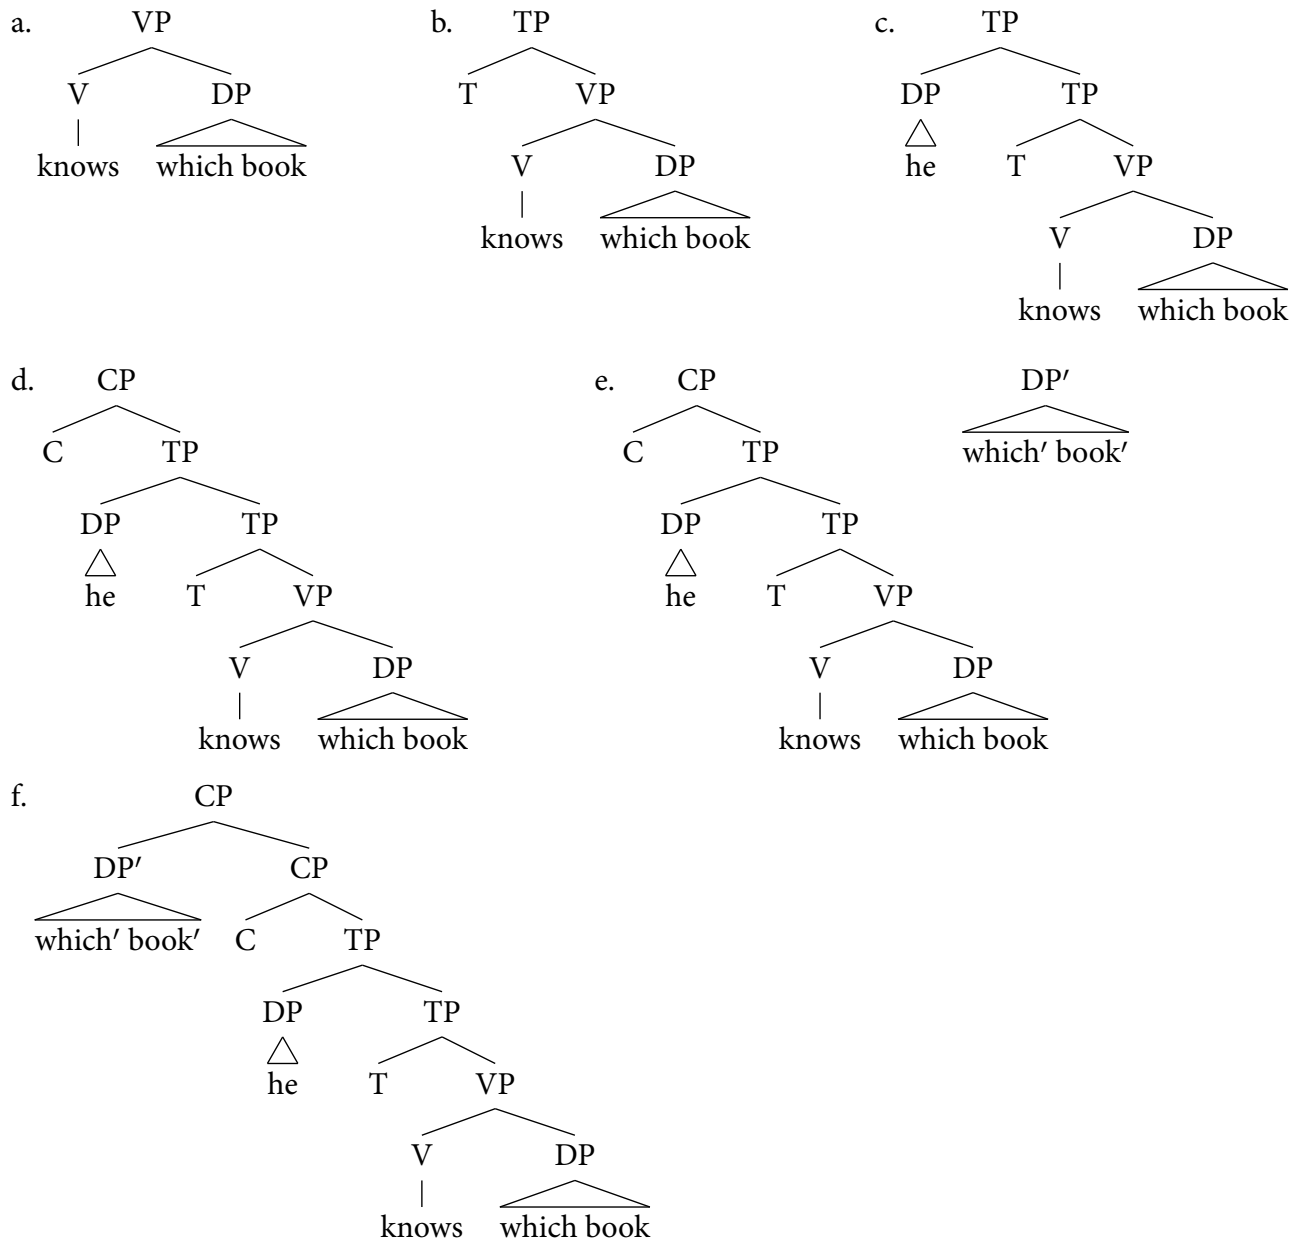 a. VP b. TP c. TP
V DP T VP DP TP
knows which book V DP he T VP
knows which book V DP
knows which book
d. CP e. CP DP′
C TP C TP which′ book′
DP TP DP TP
he T VP he T VP
V DP V DP
knows which book knows which book
f. CP
DP′ CP
which′ book′ C TP
DP TP
he T VP
V DP
knows which book